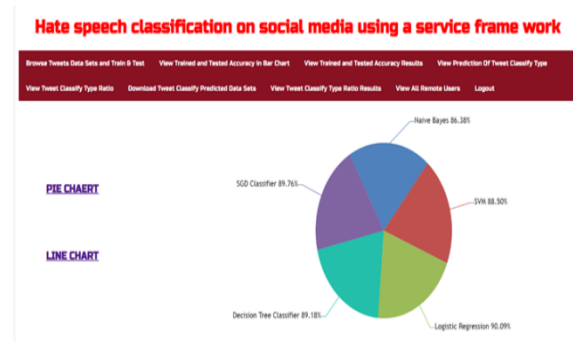 Hate speech classification on social media using a service frame work
Browse Tweets Data Sets and Train & Test View Trained and Tested Accuracy in Bar Chart View Trained and Tested Accuracy Results View Prediction Of Tweet Classify Type
View Tweet Classify Type Ratio Download Tweet Classify Predicted Data Sets View Tweet Classify Type Ratio Results View All Remote Users Logout
Naive Bayes 86.38%
PIE CHAERT
SGD Classifier 89.76%
SVM 88.50%
LINE CHART
Decision Tree Classifier 89.18%
Logistic Regression 90.09%